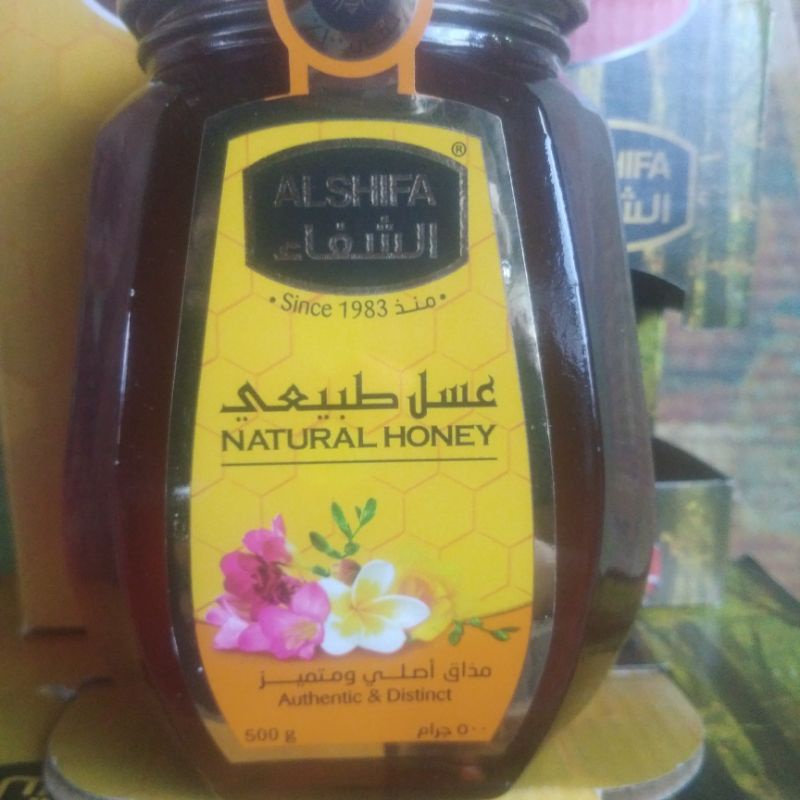 ALSHIFA
الشفاء
®
• Since 1983 منذ •
عسل طبيعي
NATURAL HONEY
مذاق أصلي ومتميز
Authentic & Distinct
500 g ٥٠٠ جرام